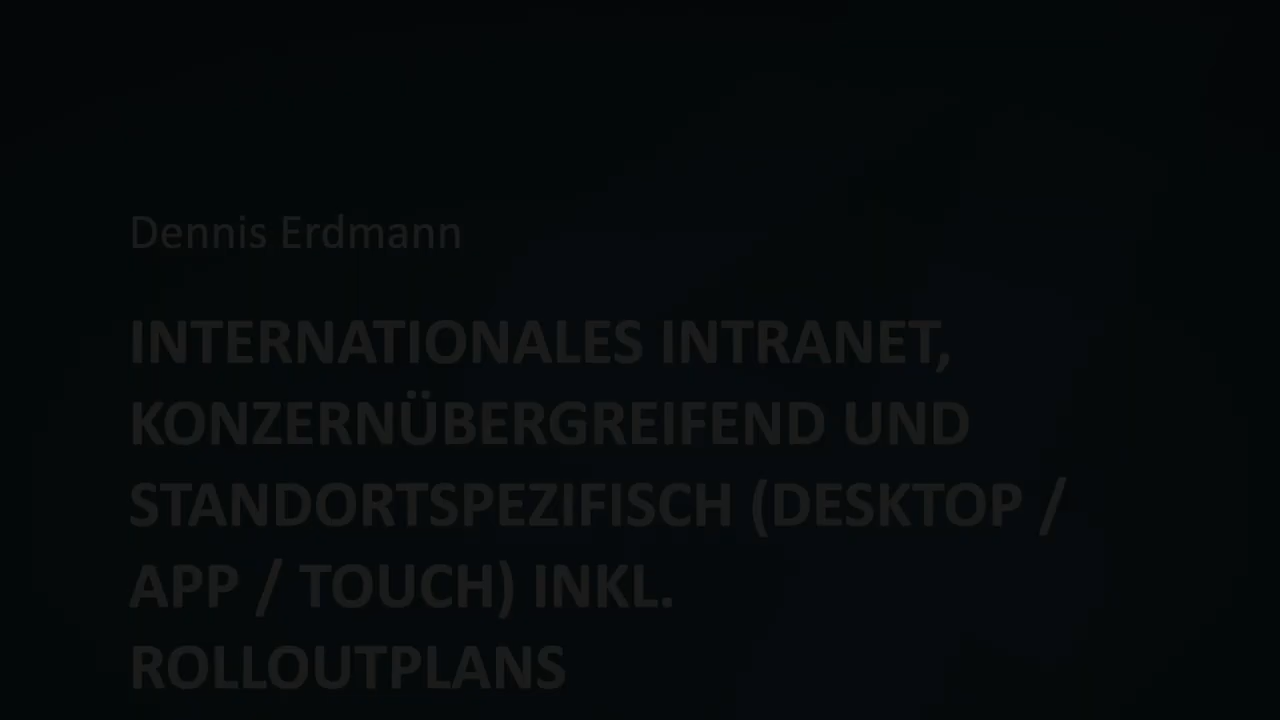 Dennis Erdmann
INTERNATIONALES INTRANET,
KONZERNÜBERGREIFEND UND
STANDORTSPEZIFISCH (DESKTOP /
APP / TOUCH) INKL.
ROLLOUTPLANS